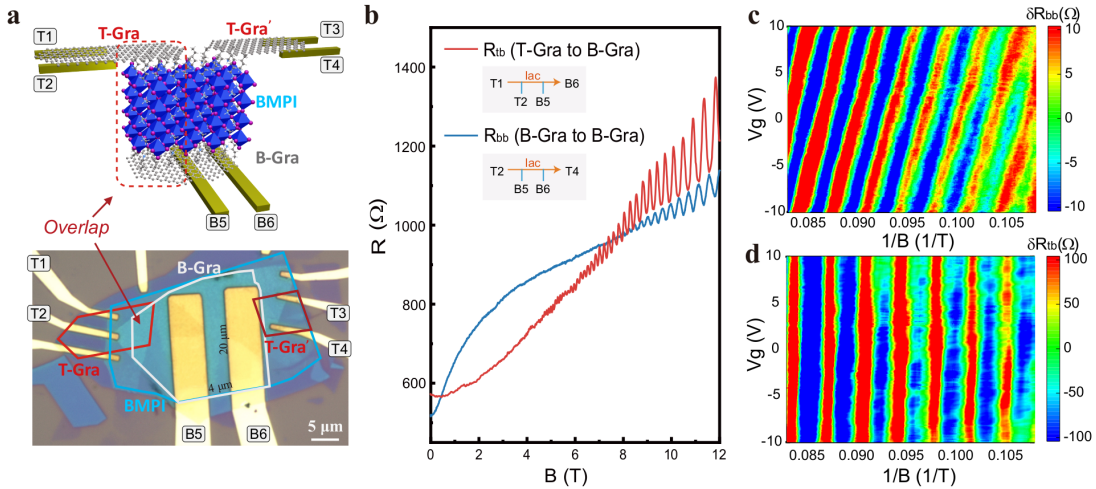 a
T1
T-Gra
T-Gra′
T3
T2
T4
BMPI
B-Gra
B5
B6
Overlap
T1
B-Gra
T2
T3
20 μm
T-Gra′
T4
T-Gra
4 μm
BMPI
5 μm
B5
B6
b
1400
1200
1000
800
600
R (Ω)
Rtb (T-Gra to B-Gra)
Iac
T1
B6
T2
B5
Rbb (B-Gra to B-Gra)
Iac
T2
T4
B5
B6
0
2
4
6
8
10
12
B (T)
c
δRbb(Ω)
10
5
0
-5
-10
Vg (V)
10
5
0
-5
-10
0.085
0.090
0.095
0.100
0.105
1/B (1/T)
d
δRtb(Ω)
10
5
0
-5
-10
Vg (V)
100
50
0
-50
-100
0.085
0.090
0.095
0.100
0.105
1/B (1/T)